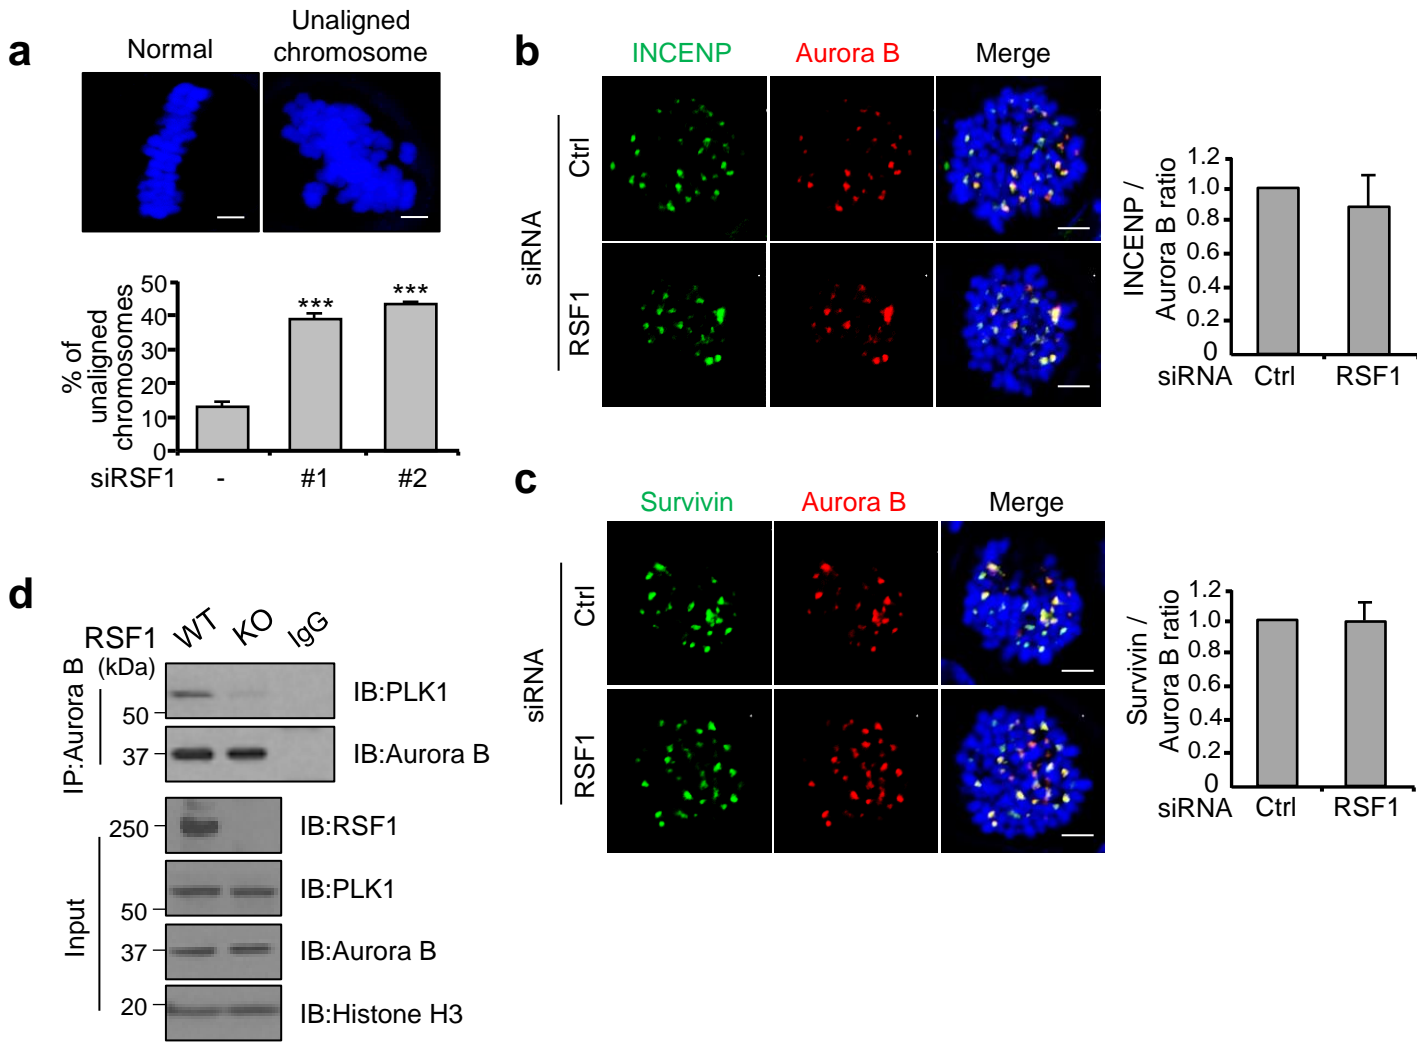 a
Normal
Unaligned
chromosome
% of
unaligned
chromosomes
50
40
30
20
10
0
***
***
siRSF1
-
#1
#2
b
INCENP
Aurora B
Merge
siRNA
Ctrl
RSF1
INCENP /
Aurora B ratio
1.2
1.0
0.8
0.6
0.4
0.2
0
siRNA
Ctrl
RSF1
c
Survivin
Aurora B
Merge
siRNA
Ctrl
RSF1
Survivin /
Aurora B ratio
1.2
1.0
0.8
0.6
0.4
0.2
0
siRNA
Ctrl
RSF1
d
RSF1
WT
KO
IgG
(kDa)
IP:Aurora B
50
IB:PLK1
37
IB:Aurora B
Input
250
IB:RSF1
50
IB:PLK1
37
IB:Aurora B
20
IB:Histone H3